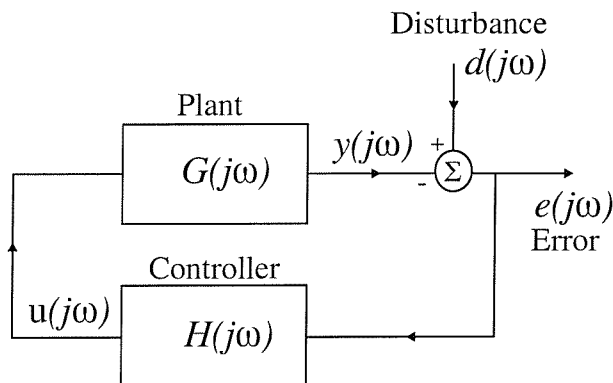 Disturbance
d(jω)
Plant
G(jω)
y(jω)
+
-
Σ
e(jω)
Error
Controller
u(jω)
H(jω)